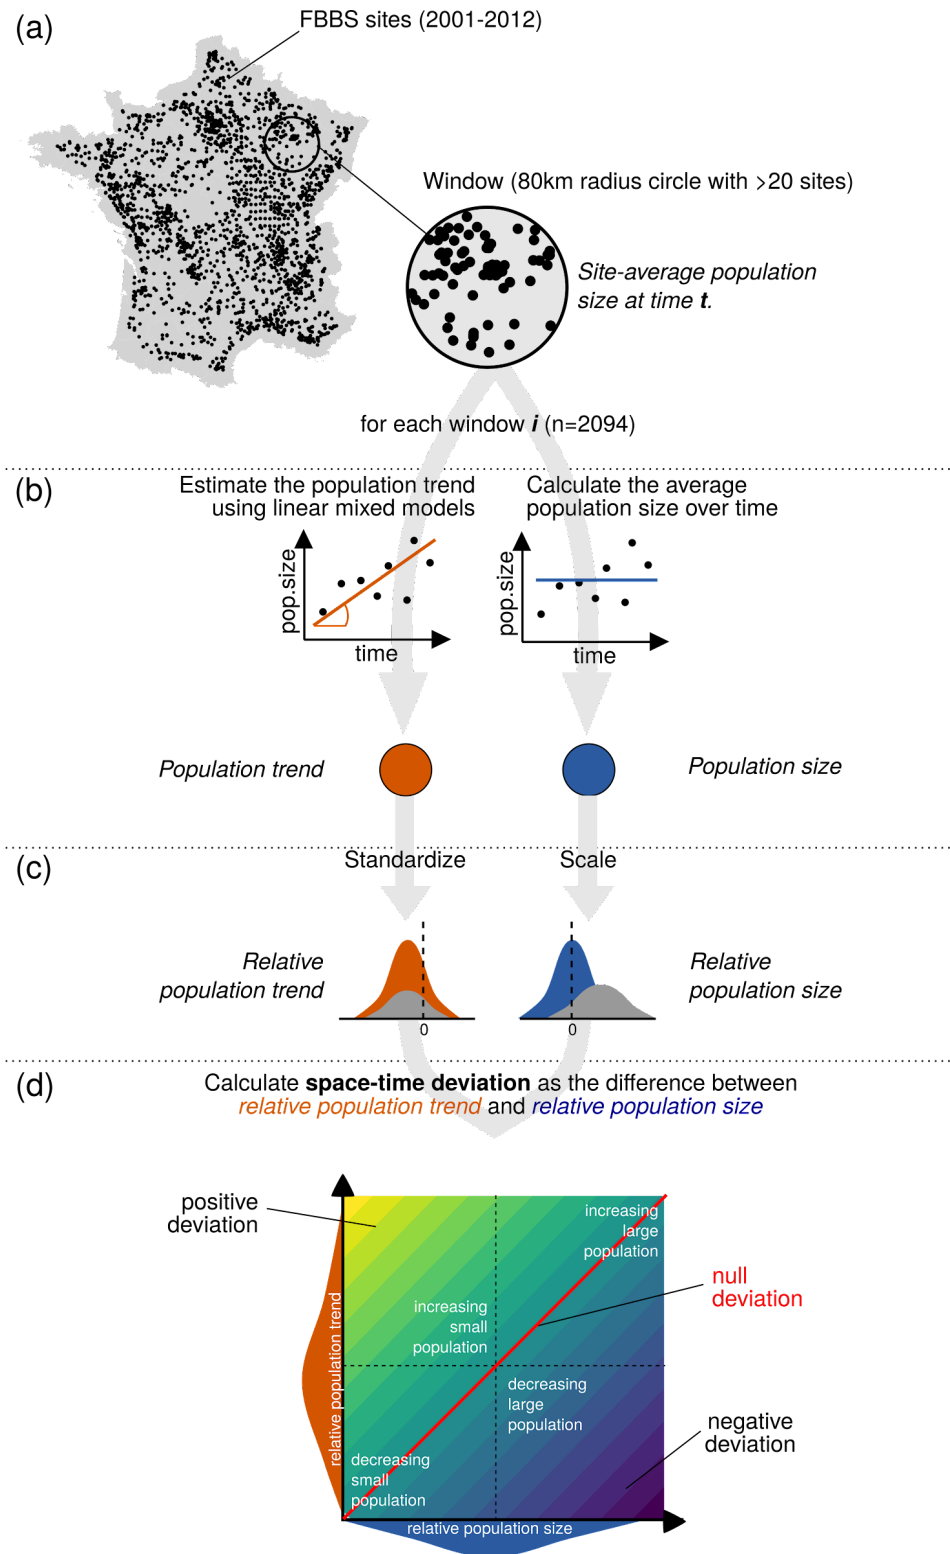 (a)
FBBS sites (2001-2012)
Window (80km radius circle with >20 sites)
Site-average population
size at time t.
for each window i (n=2094)
(b)
Estimate the population trend
using linear mixed models
Calculate the average
population size over time
pop.size
time
pop.size
time
Population trend
Population size
(c)
Standardize
Scale
Relative
population trend
0
Relative
population size
0
(d)
Calculate space-time deviation as the difference between
relative population trend and relative population size
positive
deviation
increasing
large
population
null
deviation
increasing
small
population
decreasing
large
population
negative
deviation
decreasing
small
population
relative population trend
relative population size